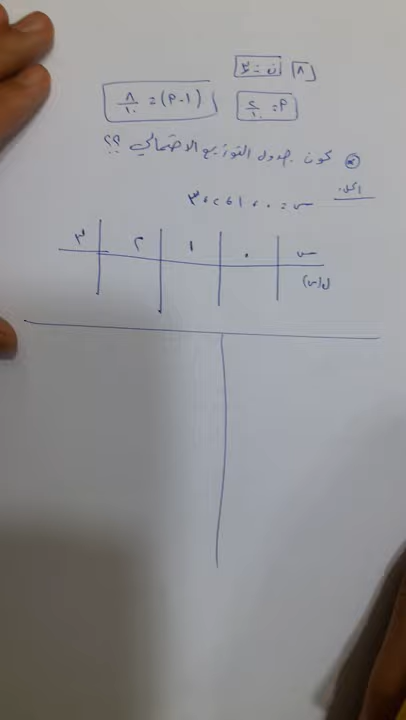 ٨ ن = ٣
P = ٢/١٠ (١ - P) = ٨/١٠
* كون جدول التوزيع الاحتمالي ؟؟
الحل: س = ٠ ، ١ ، ٢ ، ٣
س ٠ ١ ٢ ٣
ل(س)